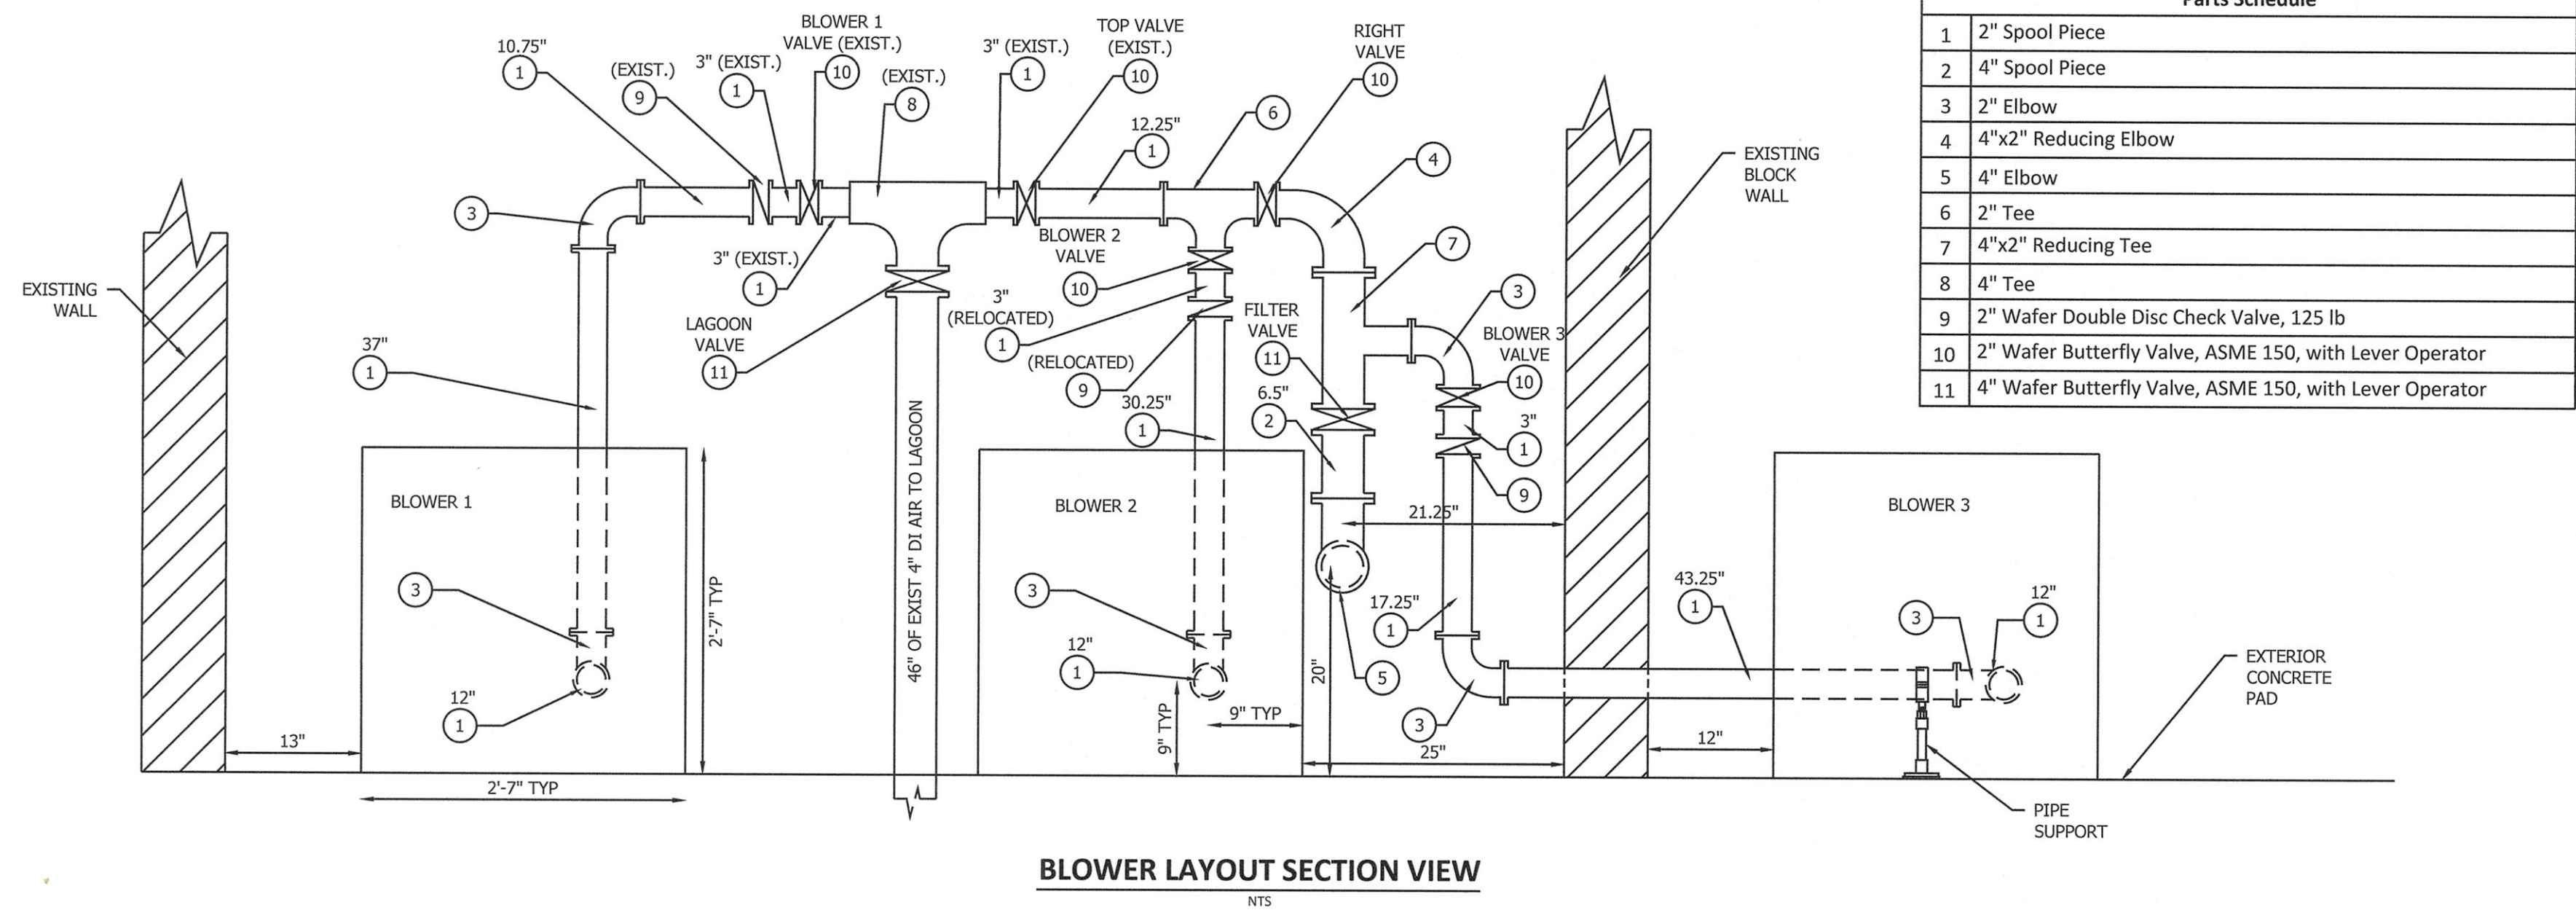 Parts Schedule
1 2" Spool Piece
2 4" Spool Piece
3 2" Elbow
4 4"x2" Reducing Elbow
5 4" Elbow
6 2" Tee
7 4"x2" Reducing Tee
8 4" Tee
9 2" Wafer Double Disc Check Valve, 125 lb
10 2" Wafer Butterfly Valve, ASME 150, with Lever Operator
11 4" Wafer Butterfly Valve, ASME 150, with Lever Operator
10.75"
1
(EXIST.)
9
3" (EXIST.)
1
BLOWER 1
VALVE (EXIST.)
10
(EXIST.)
8
3" (EXIST.)
1
TOP VALVE
(EXIST.)
10
12.25"
1
6
RIGHT
VALVE
10
4
EXISTING
BLOCK
WALL
3
3" (EXIST.)
1
BLOWER 2
VALVE
10
7
3
EXISTING
WALL
LAGOON
VALVE
11
3"
(RELOCATED)
1
(RELOCATED)
9
FILTER
VALVE
11
BLOWER 3
VALVE
10
37"
1
30.25"
1
6.5"
2
3"
1
9
BLOWER 1
46" OF EXIST 4" DI AIR TO LAGOON
BLOWER 2
21.25"
BLOWER 3
3
2'-7" TYP
3
17.25"
1
43.25"
1
3
12"
1
12"
1
12"
1
20"
5
EXTERIOR
CONCRETE
PAD
9" TYP
9" TYP
3
13"
25"
12"
2'-7" TYP
PIPE
SUPPORT
BLOWER LAYOUT SECTION VIEW
NTS